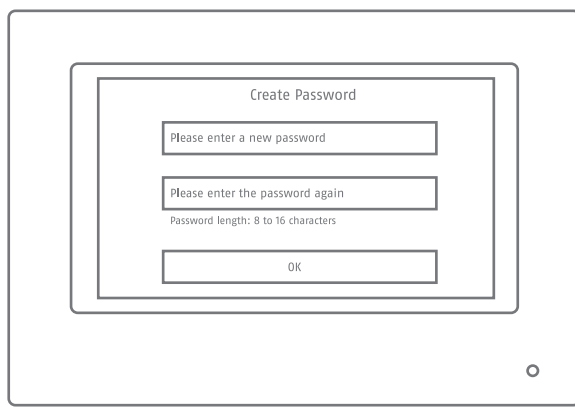 Create Password
Please enter a new password
Please enter the password again
Password length: 8 to 16 characters
OK